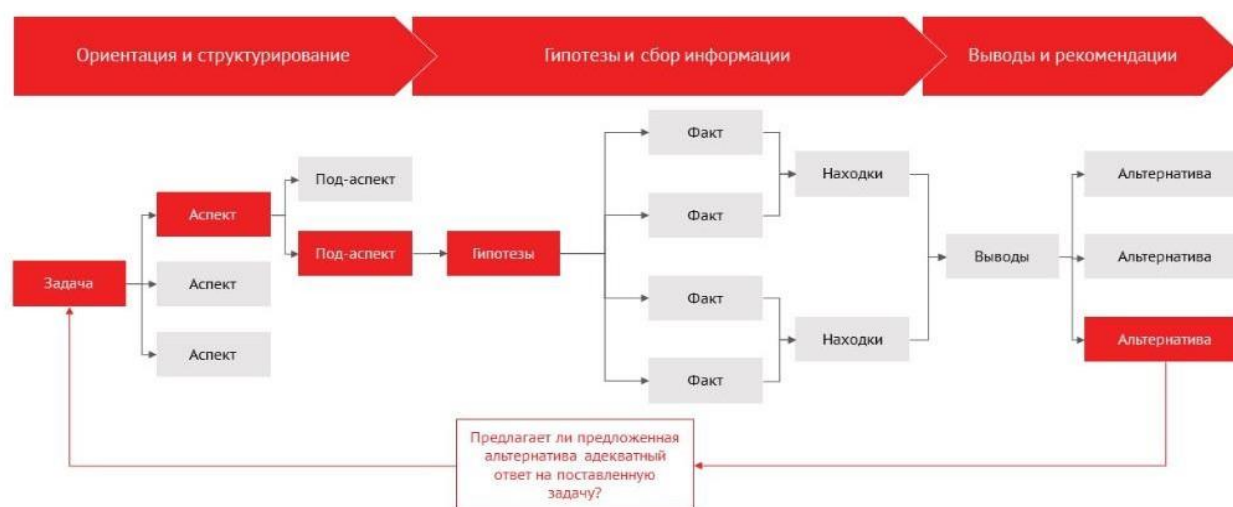 Ориентация и структурирование
Гипотезы и сбор информации
Выводы и рекомендации
Задача
Аспект
Аспект
Аспект
Под-аспект
Под-аспект
Гипотезы
Факт
Факт
Факт
Факт
Находки
Находки
Выводы
Альтернатива
Альтернатива
Альтернатива
Предлагает ли предложенная
альтернатива адекватный
ответ на поставленную
задачу?